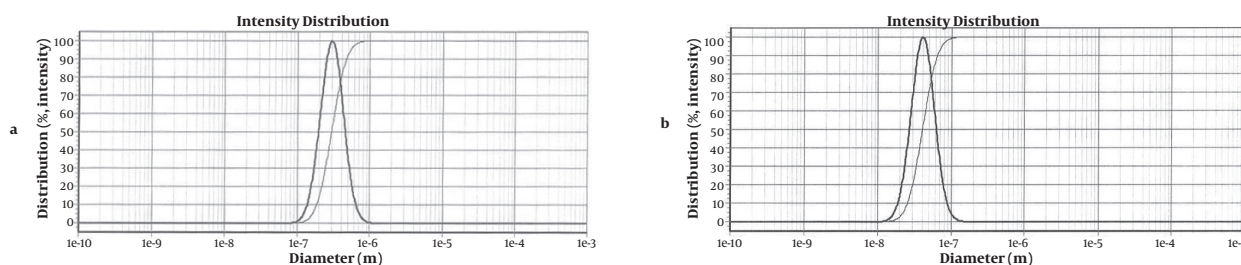 Intensity Distribution
a
Distribution (%, intensity)
100
90
80
70
60
50
40
30
20
10
0
1e-10 1e-9 1e-8 1e-7 1e-6 1e-5 1e-4 1e-3
Diameter (m)
Intensity Distribution
b
Distribution (%, intensity)
100
90
80
70
60
50
40
30
20
10
0
1e-10 1e-9 1e-8 1e-7 1e-6 1e-5 1e-4
Diameter (m)